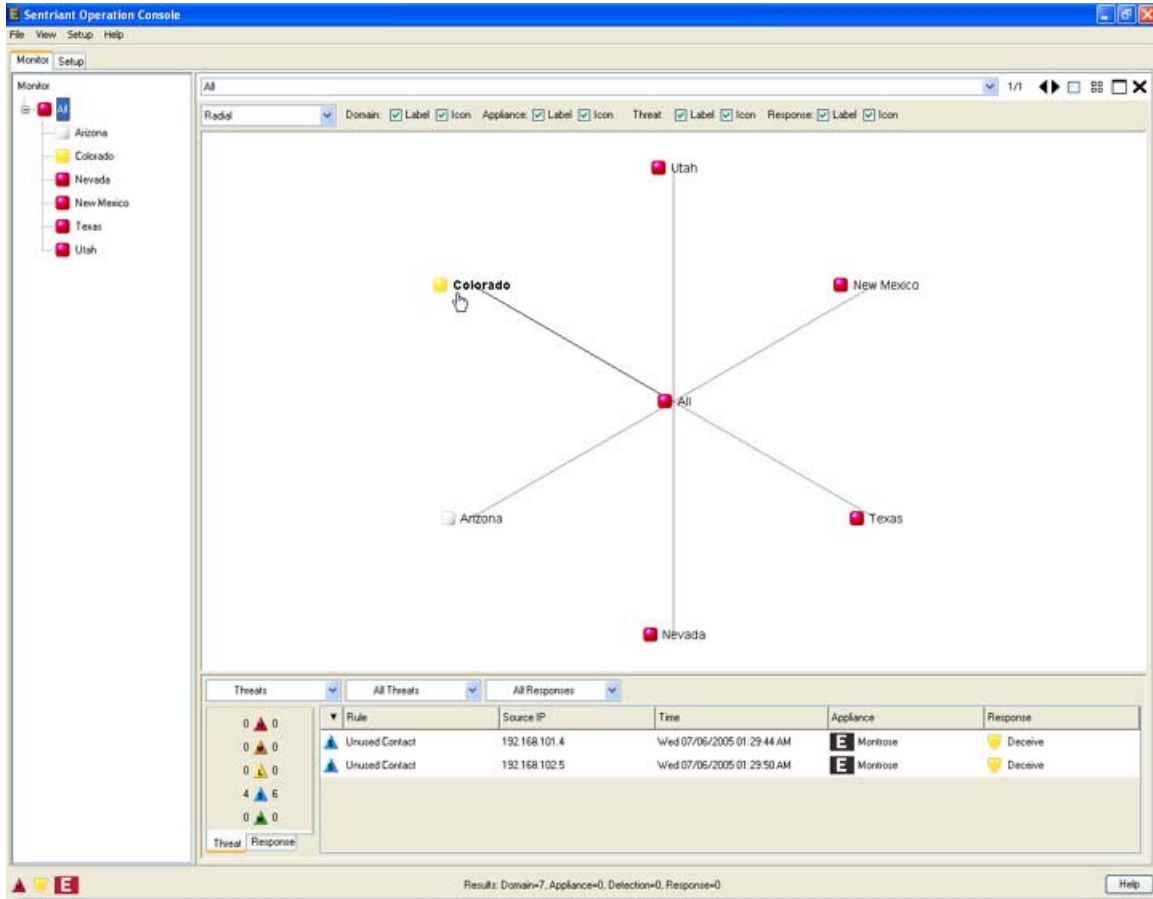 E Sentriant Operation Console
File View Setup Help
Monitor Setup
Monitor
All
Arizona
Colorado
Nevada
New Mexico
Texas
Utah
All 1/1
Radial Domain: Label Icon Appliance: Label Icon Threat: Label Icon Response: Label Icon
Utah
Colorado
New Mexico
All
Arizona
Texas
Nevada
Threats All Threats All Responses
0 0
0 0
0 L 0
4 6
0 0
Threat Response
Rule Source IP Time Appliance Response
Unused Contact 192.168.101.4 Wed 07/06/2005 01:29:44 AM E Montrose Deceive
Unused Contact 192.168.102.5 Wed 07/06/2005 01:29:50 AM E Montrose Deceive
E
Results: Domain=7, Appliance=0, Detection=0, Response=0
Help